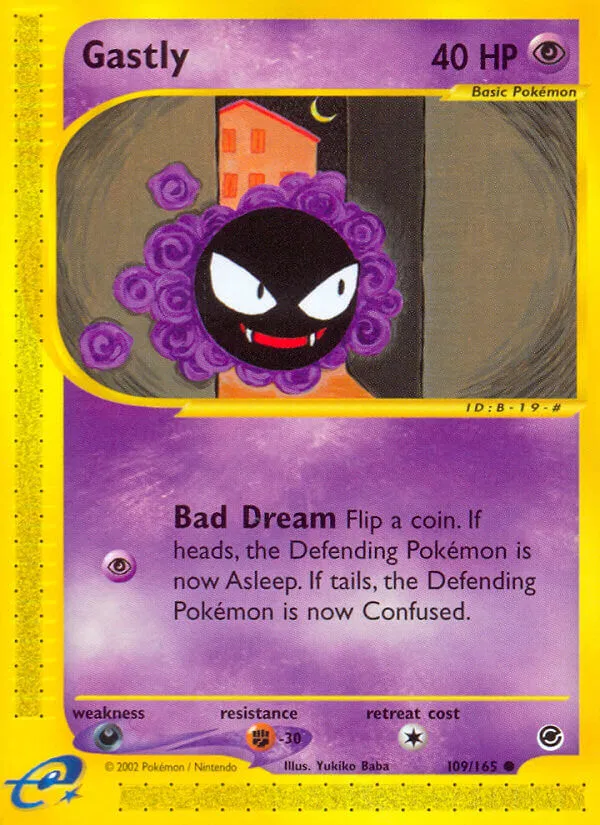 Gastly 40 HP
Basic Pokémon
ID:B-19-#
Bad Dream Flip a coin. If
heads, the Defending Pokémon is
now Asleep. If tails, the Defending
Pokémon is now Confused.
weakness resistance retreat cost
-30
© 2002 Pokémon / Nintendo Illus. Yukiko Baba 109/165